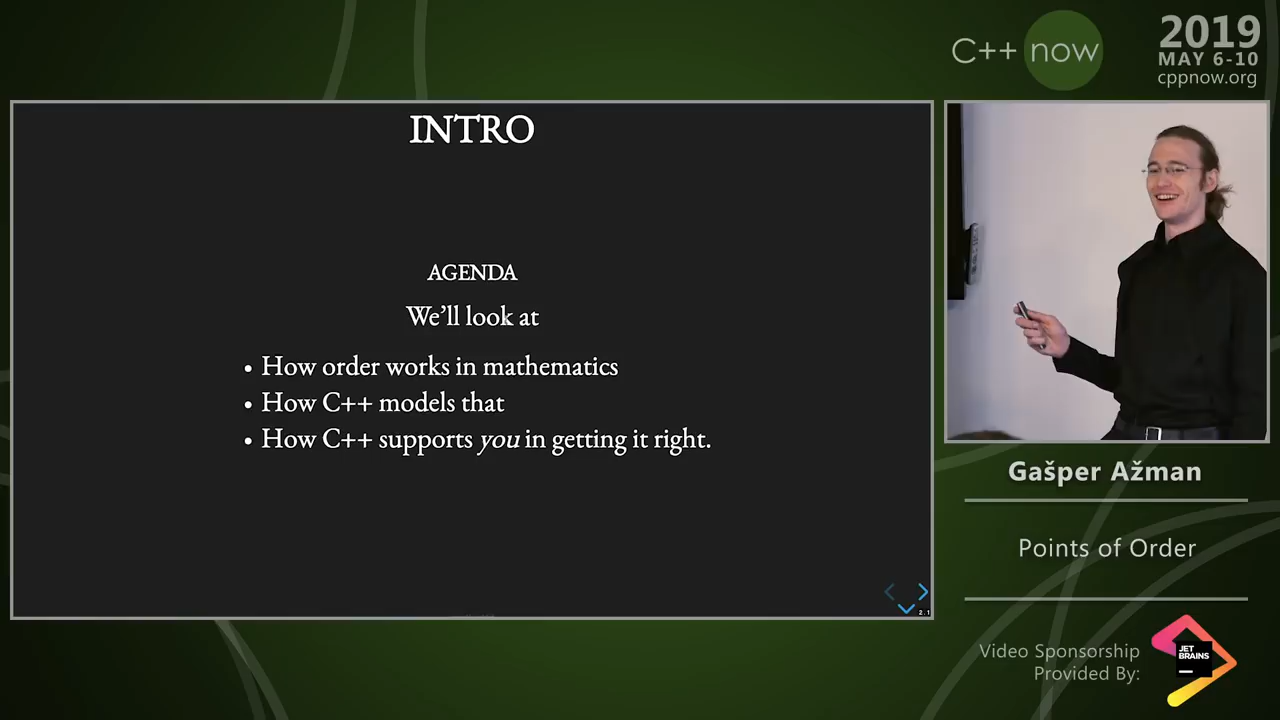 C++ now
2019
MAY 6-10
cppnow.org
INTRO
AGENDA
We'll look at
• How order works in mathematics
• How C++ models that
• How C++ supports you in getting it right.
2.1
Gašper Ažman
Points of Order
Video Sponsorship
Provided By:
JET
BRAINS